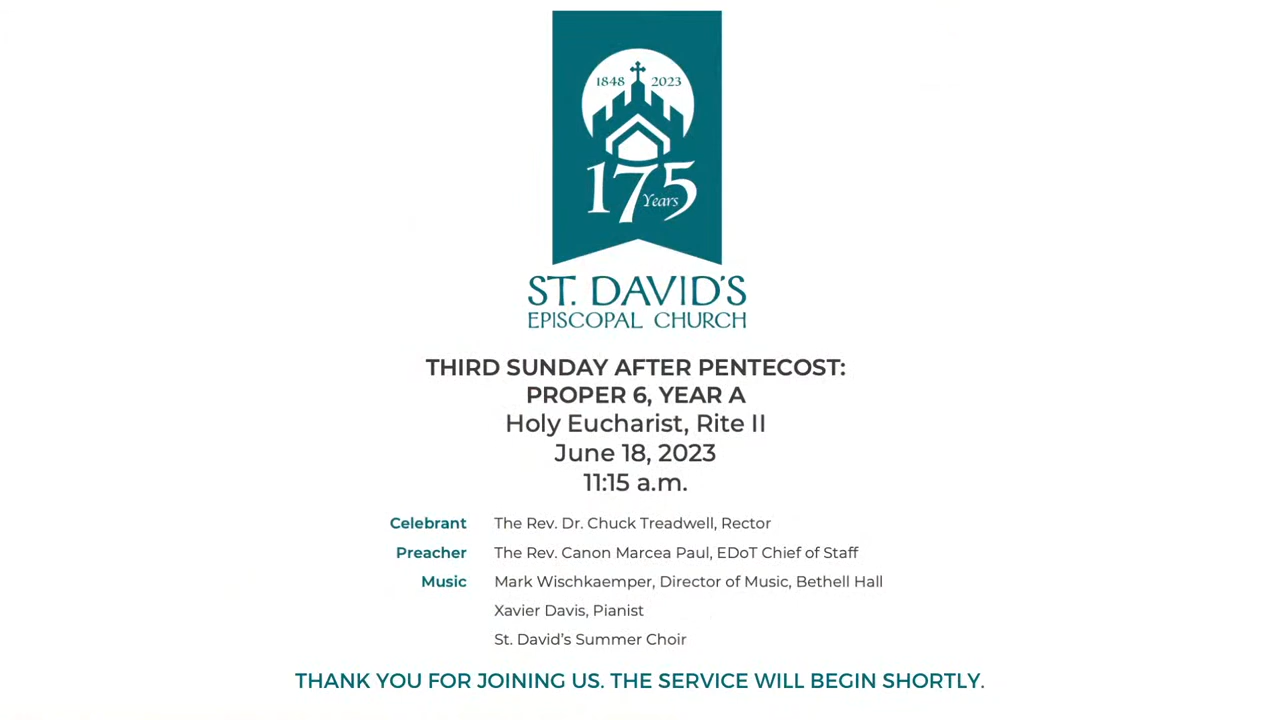 1848 2023
175
Years
ST. DAVID'S
EPISCOPAL CHURCH
THIRD SUNDAY AFTER PENTECOST:
PROPER 6, YEAR A
Holy Eucharist, Rite II
June 18, 2023
11:15 a.m.
Celebrant The Rev. Dr. Chuck Treadwell, Rector
Preacher The Rev. Canon Marcea Paul, EDoT Chief of Staff
Music Mark Wischkaemper, Director of Music, Bethell Hall
Xavier Davis, Pianist
St. David's Summer Choir
THANK YOU FOR JOINING US. THE SERVICE WILL BEGIN SHORTLY.